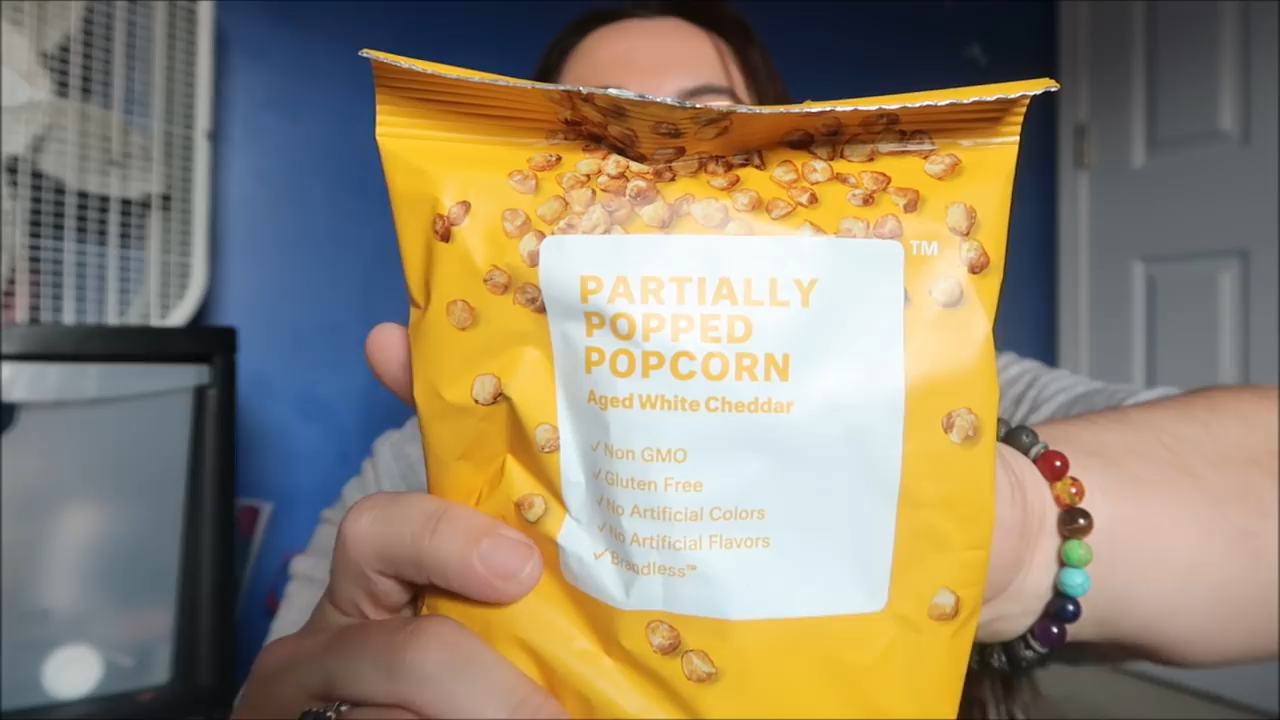 TM
PARTIALLY
POPPED
POPCORN
Aged White Cheddar
✓ Non GMO
✓ Gluten Free
✓ No Artificial Colors
✓ No Artificial Flavors
✓ Brandless™